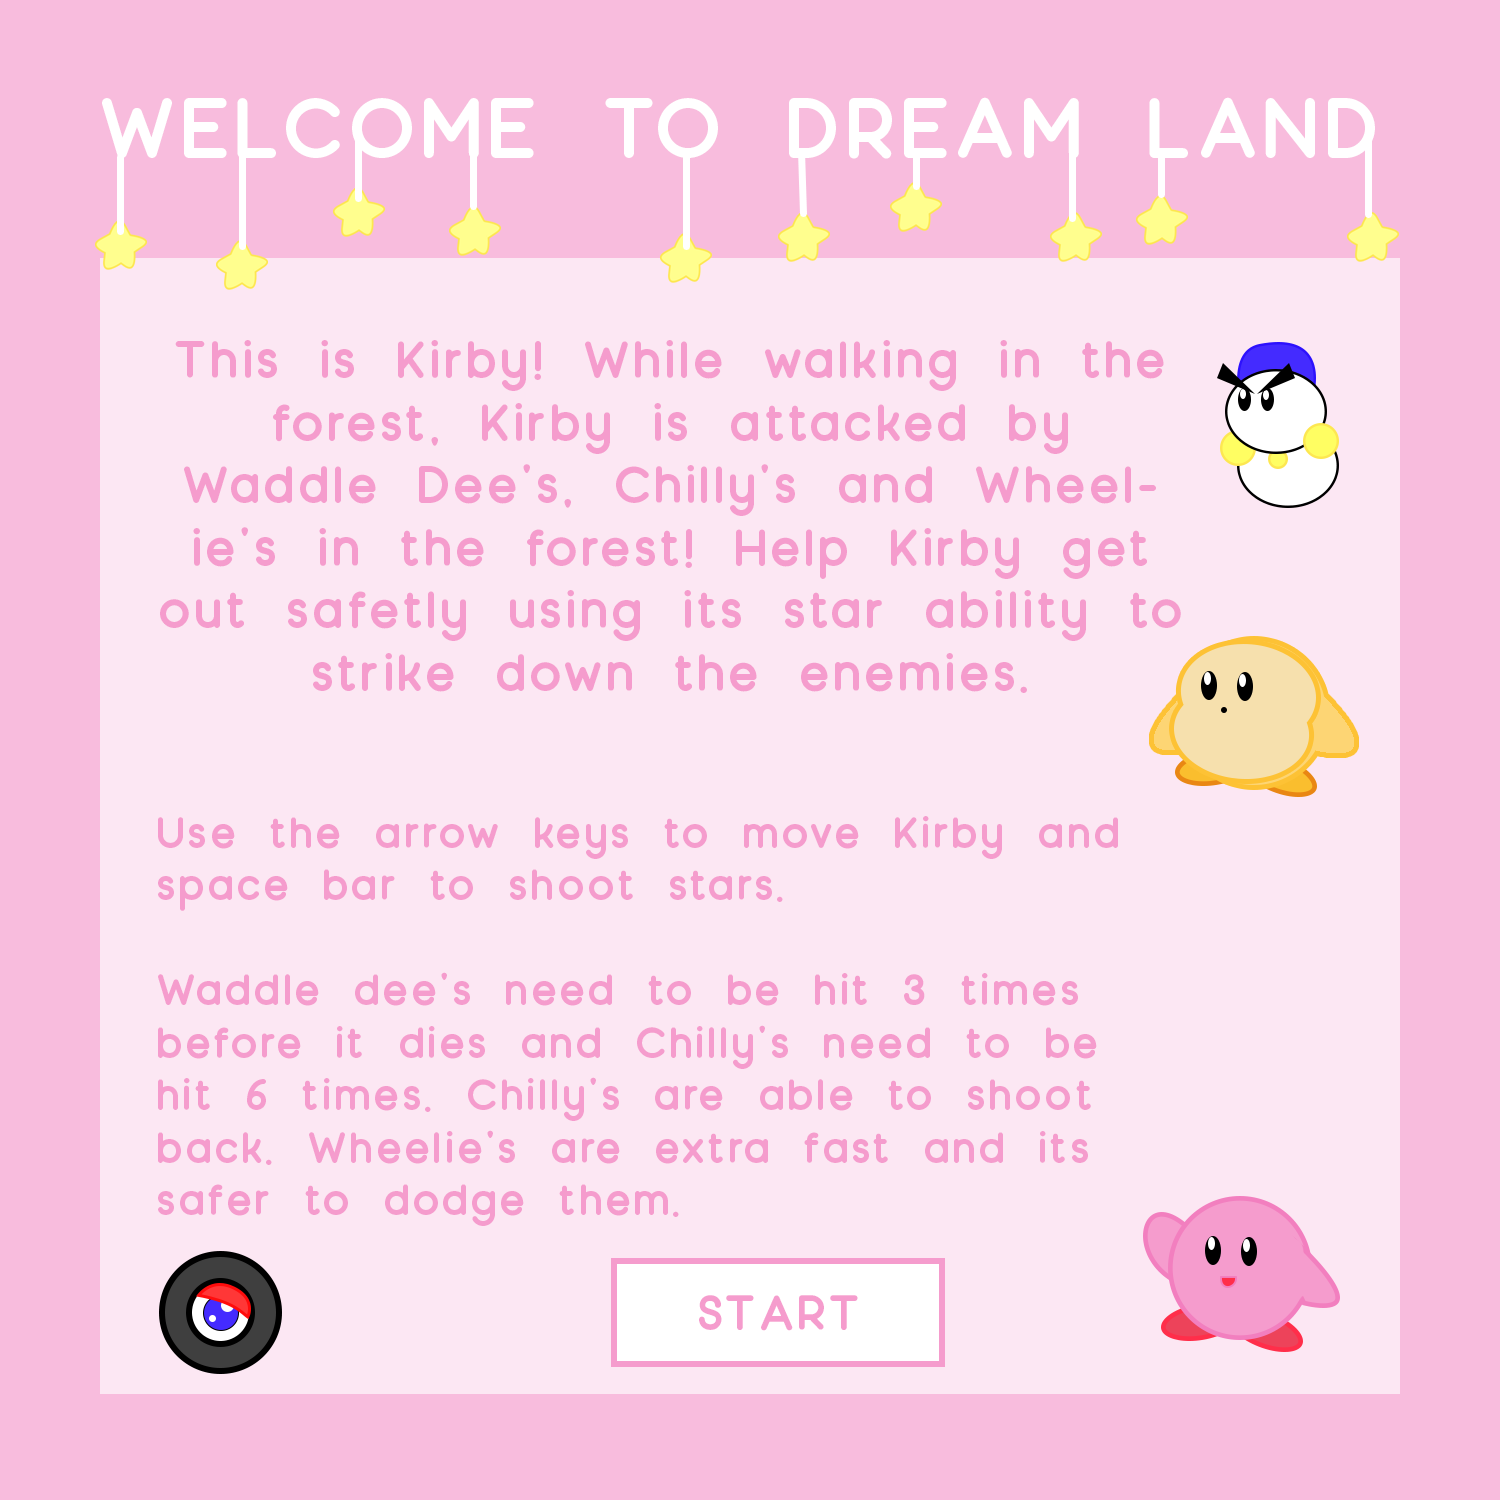 WELCOME TO DREAM LAND
This is Kirby! While walking in the
forest, Kirby is attacked by
Waddle Dee's, Chilly's and Wheel-
ie's in the forest! Help Kirby get
out safetly using its star ability to
strike down the enemies.
Use the arrow keys to move Kirby and
space bar to shoot stars.
Waddle dee's need to be hit 3 times
before it dies and Chilly's need to be
hit 6 times. Chilly's are able to shoot
back. Wheelie's are extra fast and its
safer to dodge them.
START